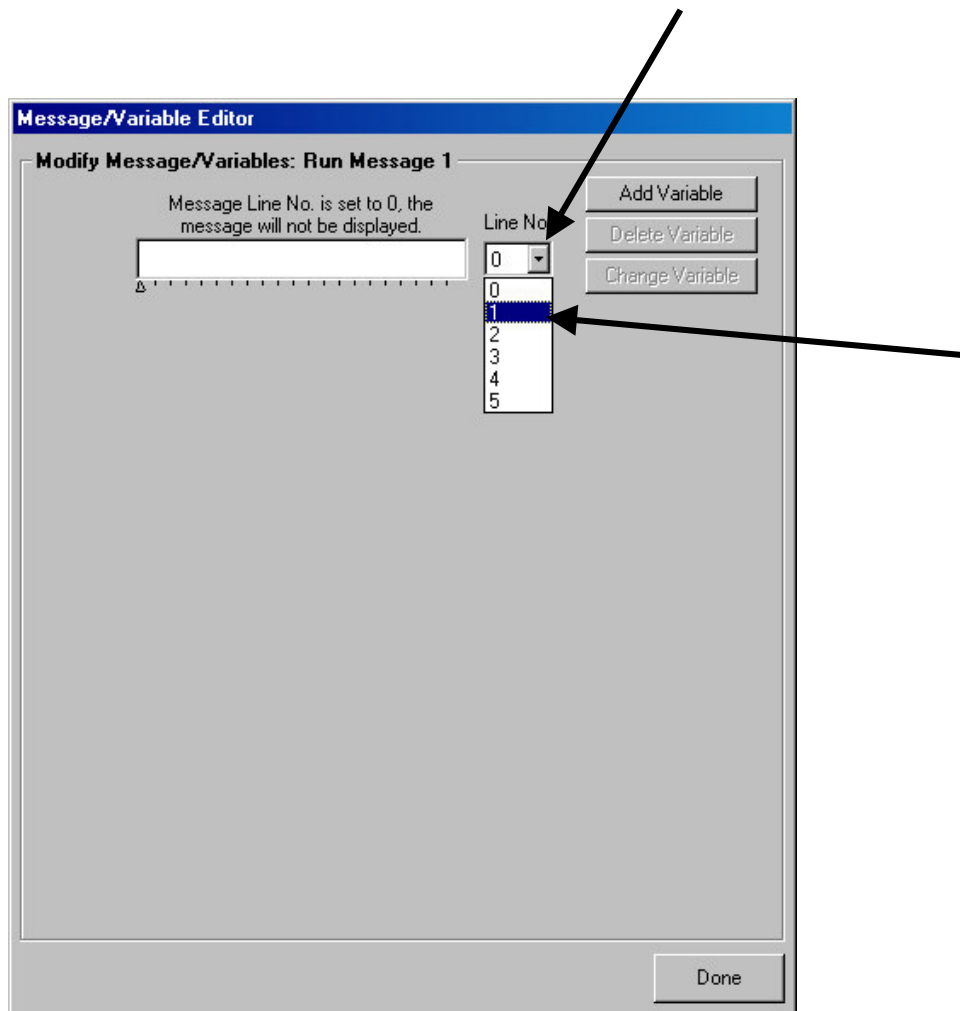 Message/Variable Editor
Modify Message/Variables: Run Message 1
Message Line No. is set to 0, the
message will not be displayed.
Line No
0
0
1
2
3
4
5
Add Variable
Delete Variable
Change Variable
Done